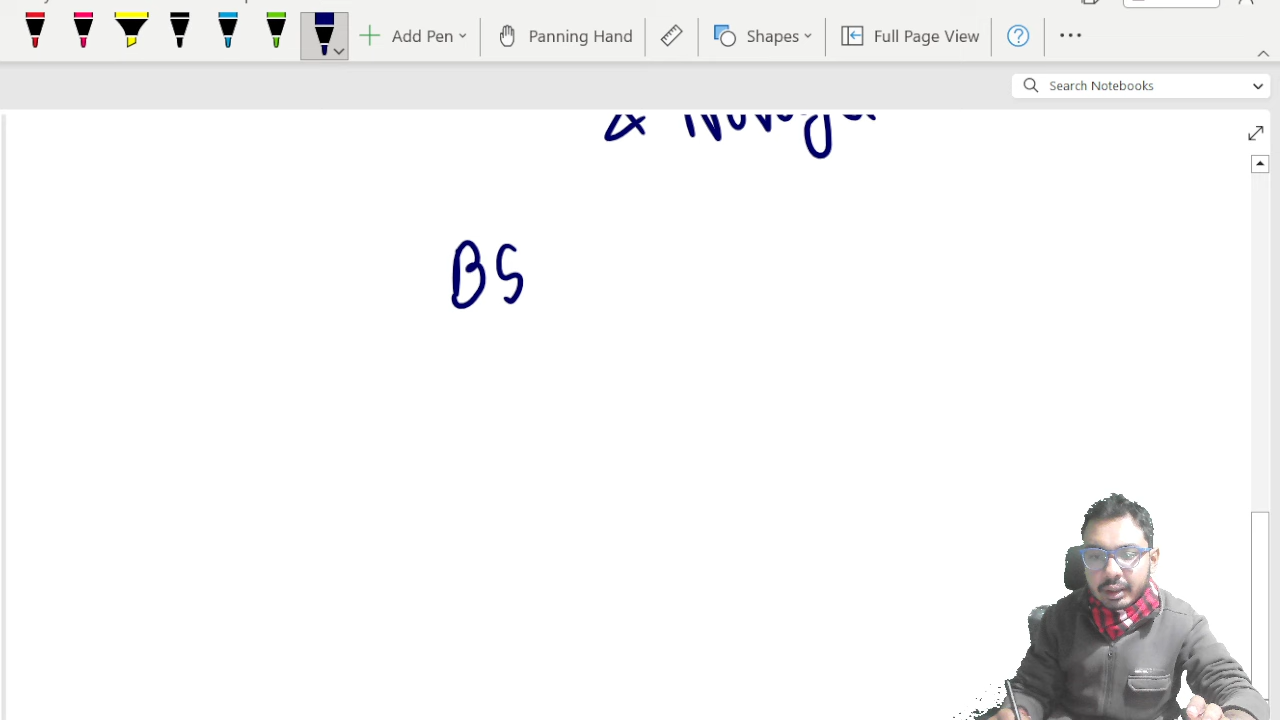 Add Pen
Panning Hand
Shapes
Full Page View
Search Notebooks
&
BS